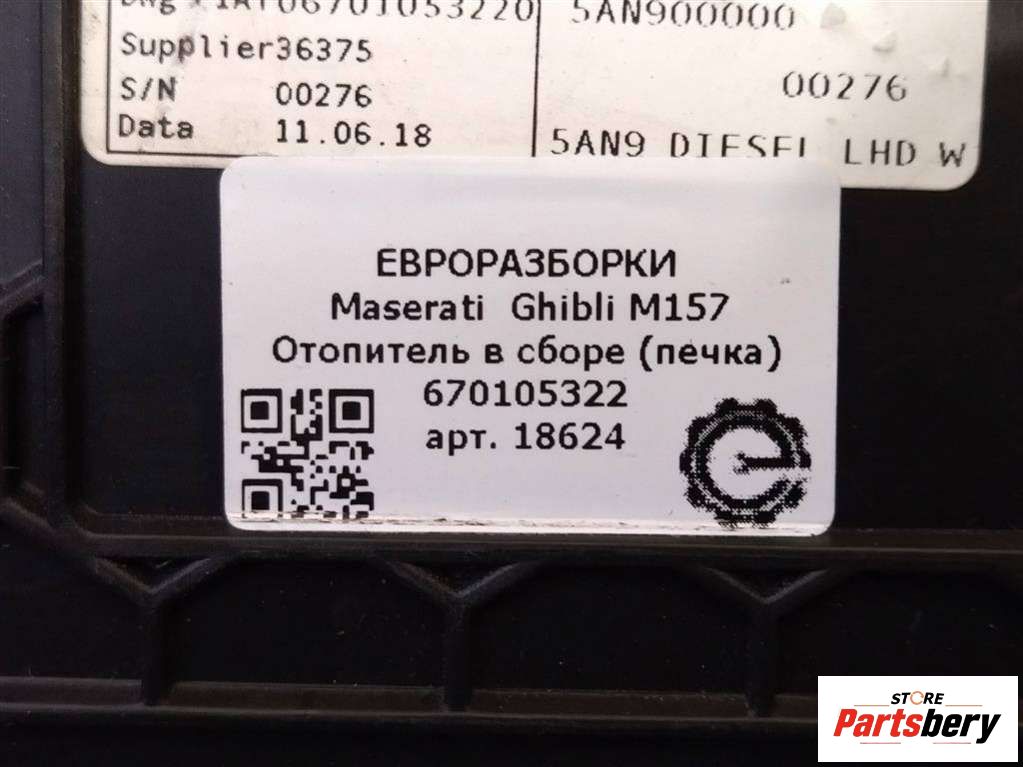 5AN900000
Supplier36375
00276
S/N 00276
Data 11.06.18
5AN9 DIESEL LHD W
ЕВРОРАЗБОРКИ
Maserati Ghibli M157
Отопитель в сборе (печка)
670105322
арт. 18624
STORE
Partsbery